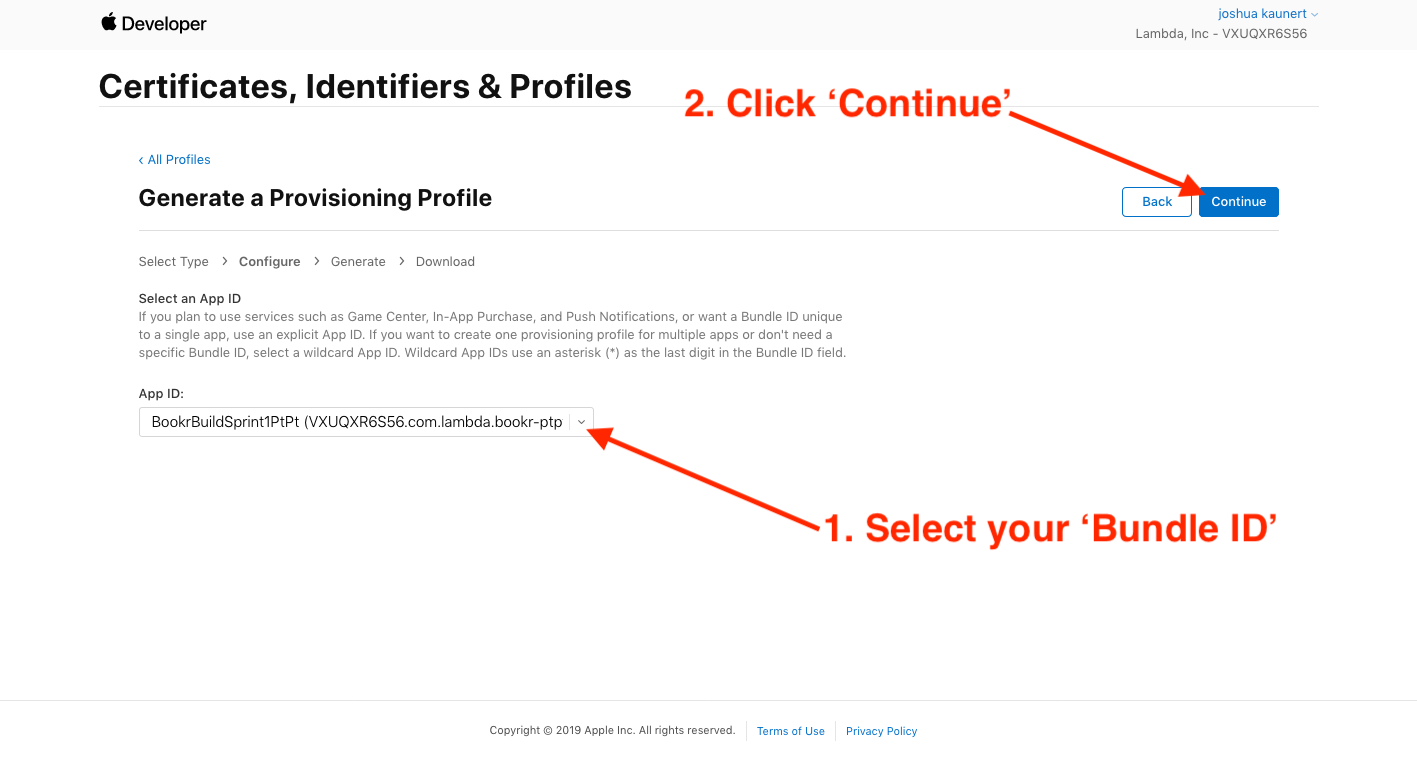 Developer
joshua kaunert
Lambda, Inc - VXUQXR6S56
Certificates, Identifiers & Profiles
2. Click ‘Continue’
‹ All Profiles
Generate a Provisioning Profile
Back
Continue
Select Type > Configure > Generate > Download
Select an App ID
If you plan to use services such as Game Center, In-App Purchase, and Push Notifications, or want a Bundle ID unique
to a single app, use an explicit App ID. If you want to create one provisioning profile for multiple apps or don't need a
specific Bundle ID, select a wildcard App ID. Wildcard App IDs use an asterisk (*) as the last digit in the Bundle ID field.
App ID:
BookrBuildSprint1PtPt (VXUQXR6S56.com.lambda.bookr-ptp
1. Select your ‘Bundle ID’
Copyright © 2019 Apple Inc. All rights reserved. Terms of Use Privacy Policy